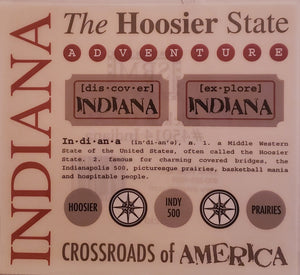 INDIANA
The Hoosier State
ADVENTURE
[dis·cov·er]
INDIANA
[ex·plore]
INDIANA
In·di·an·a (in'dī·an'ə) n. 1. a Middle Western
State of the United States, often called the Hoosier
State. 2. famous for charming covered bridges, the
Indianapolis 500, picturesque prairies, basketball mania
and hospitable people.
HOOSIER
INDY
500
PRAIRIES
CROSSROADS of AMERICA